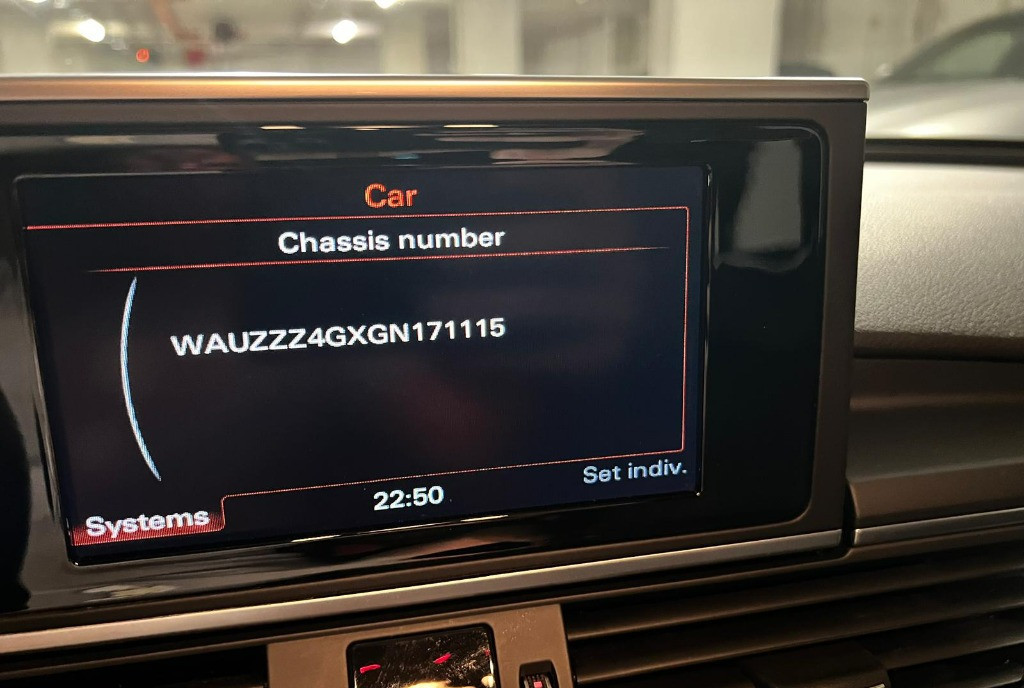 Car
Chassis number
WAUZZZ4GXGN171115
Set indiv.
22:50
Systems